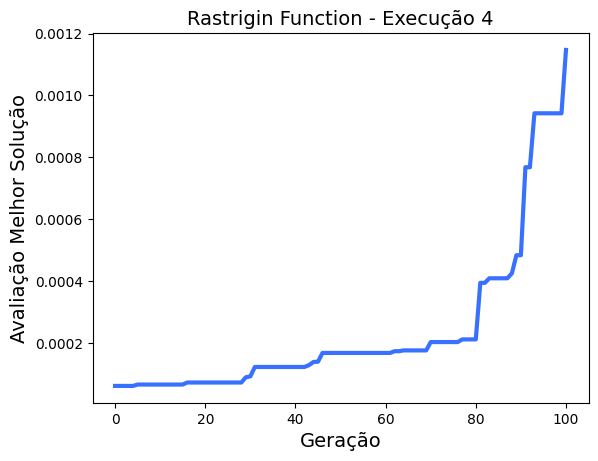 Rastrigin Function - Execução 4
0.0012
0.0010
0.0008
0.0006
0.0004
0.0002
Avaliação Melhor Solução
0 20 40 60 80 100
Geração